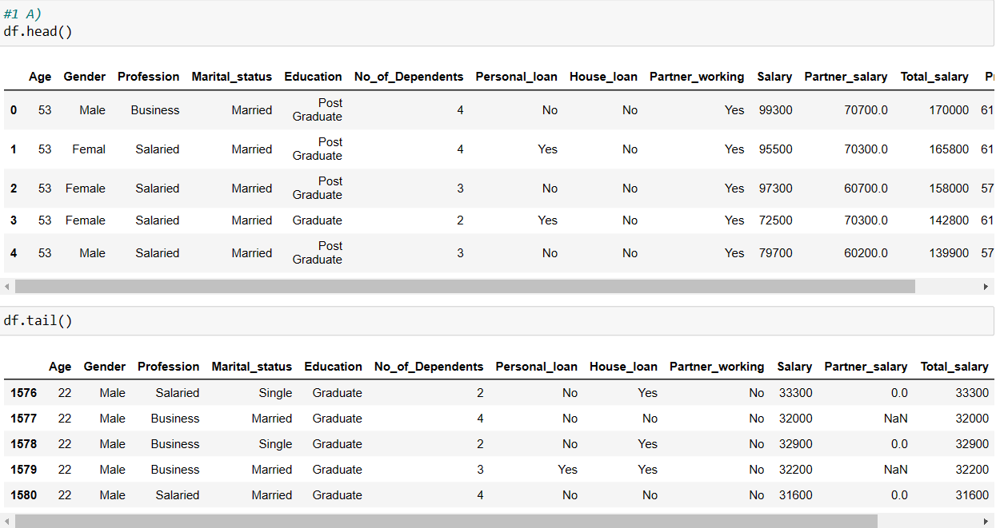 #1 A)
df.head()
Age Gender Profession Marital_status Education No_of_Dependents Personal_loan House_loan Partner_working Salary Partner_salary Total_salary
0 53 Male Business Married Post Graduate 4 No No Yes 99300 70700.0 170000 61
1 53 Femal Salaried Married Post Graduate 4 Yes No Yes 95500 70300.0 165800 61
2 53 Female Salaried Married Post Graduate 3 No No Yes 97300 60700.0 158000 57
3 53 Female Salaried Married Graduate 2 Yes No Yes 72500 70300.0 142800 61
4 53 Male Salaried Married Post Graduate 3 No No Yes 79700 60200.0 139900 57
df.tail()
Age Gender Profession Marital_status Education No_of_Dependents Personal_loan House_loan Partner_working Salary Partner_salary Total_salary
1576 22 Male Salaried Single Graduate 2 No Yes No 33300 0.0 33300
1577 22 Male Business Married Graduate 4 No No No 32000 NaN 32000
1578 22 Male Business Single Graduate 2 No Yes No 32900 0.0 32900
1579 22 Male Business Married Graduate 3 Yes Yes No 32200 NaN 32200
1580 22 Male Salaried Married Graduate 4 No No No 31600 0.0 31600